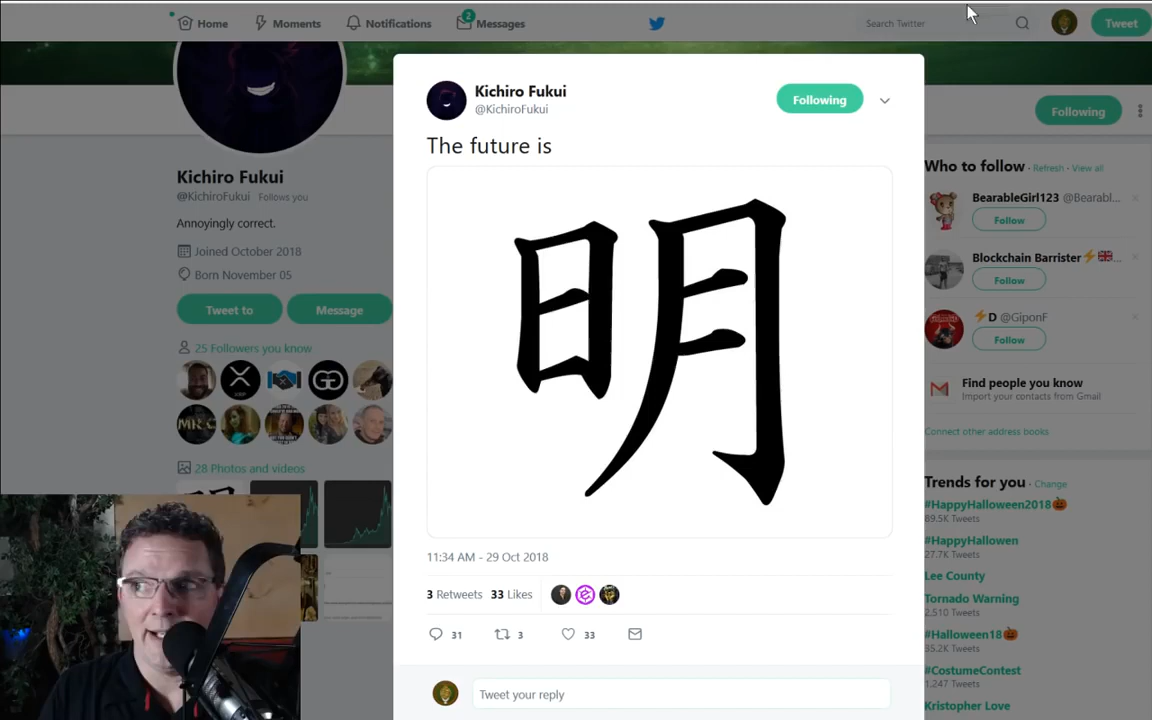 Home
Moments
Notifications
2
Messages
Search Twitter
Tweet
Kichiro Fukui
@KichiroFukui
Following
The future is
明
11:34 AM - 29 Oct 2018
3 Retweets 33 Likes
31
3
33
Tweet your reply
Kichiro Fukui
@KichiroFukui Follows you
Annoyingly correct.
Joined October 2018
Born November 05
Tweet to
Message
25 Followers you know
XRP
MR.C
28 Photos and videos
Following
Who to follow · Refresh · View all
BearableGirl123 @Bearabl...
Follow
Blockchain Barrister⚡🇬🇧...
Follow
⚡D @GiponF
Follow
Find people you know
Import your contacts from Gmail
Connect other address books
Trends for you · Change
#HappyHalloween2018🎃
89.5K Tweets
#HappyHallowen
27.7K Tweets
Lee County
Tornado Warning
2,510 Tweets
#Halloween18🎃
35.2K Tweets
#CostumeContest
1,247 Tweets
Kristopher Love